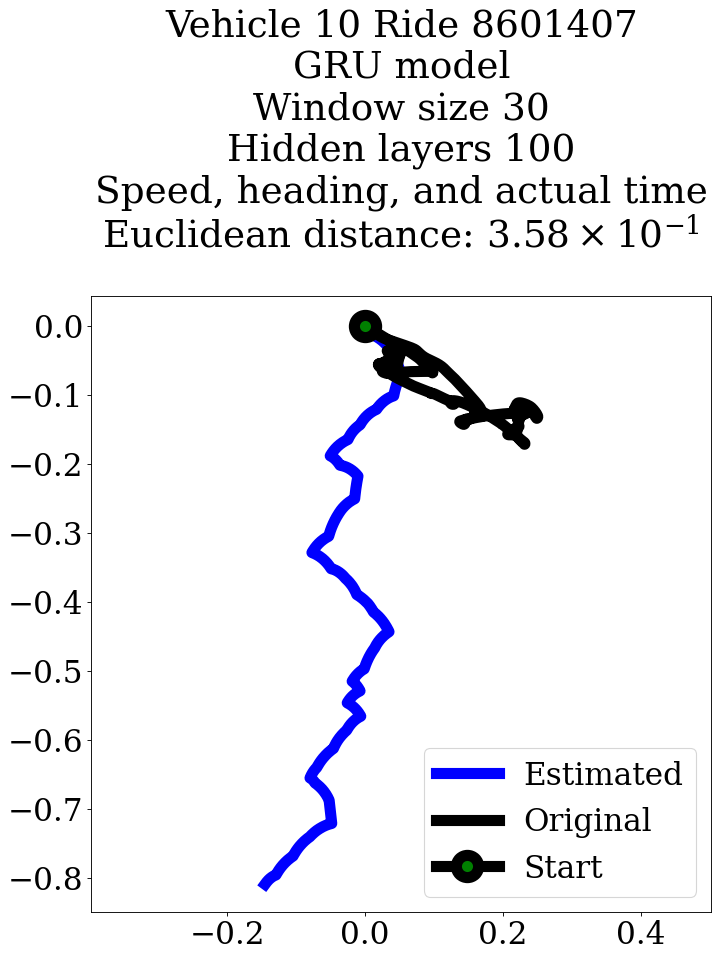 Vehicle 10 Ride 8601407
GRU model
Window size 30
Hidden layers 100
Speed, heading, and actual time
Euclidean distance: 3.58 × 10⁻¹
0.0
−0.1
−0.2
−0.3
−0.4
−0.5
−0.6
−0.7
−0.8
Estimated
Original
Start
−0.2 0.0 0.2 0.4